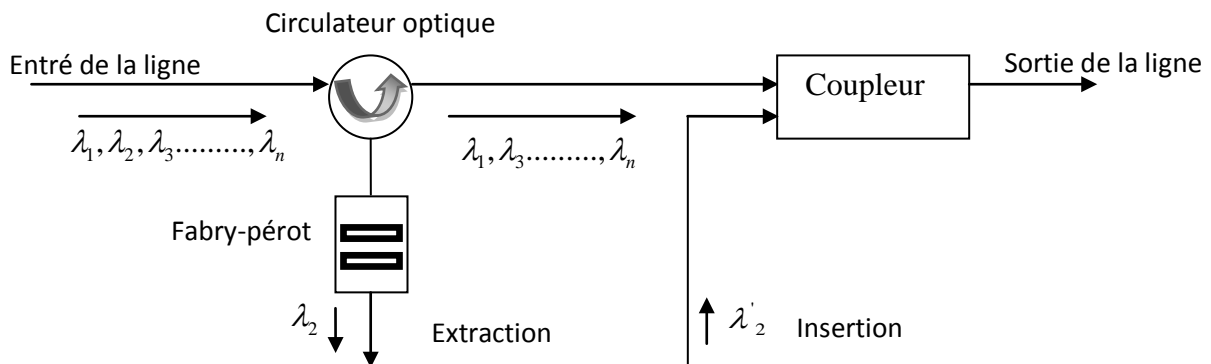 Circulateur optique
Entré de la ligne
Coupleur
Sortie de la ligne
λ₁, λ₂, λ₃........., λₙ
λ₁, λ₃........., λₙ
Fabry-pérot
λ₂
Extraction
λ'₂
Insertion